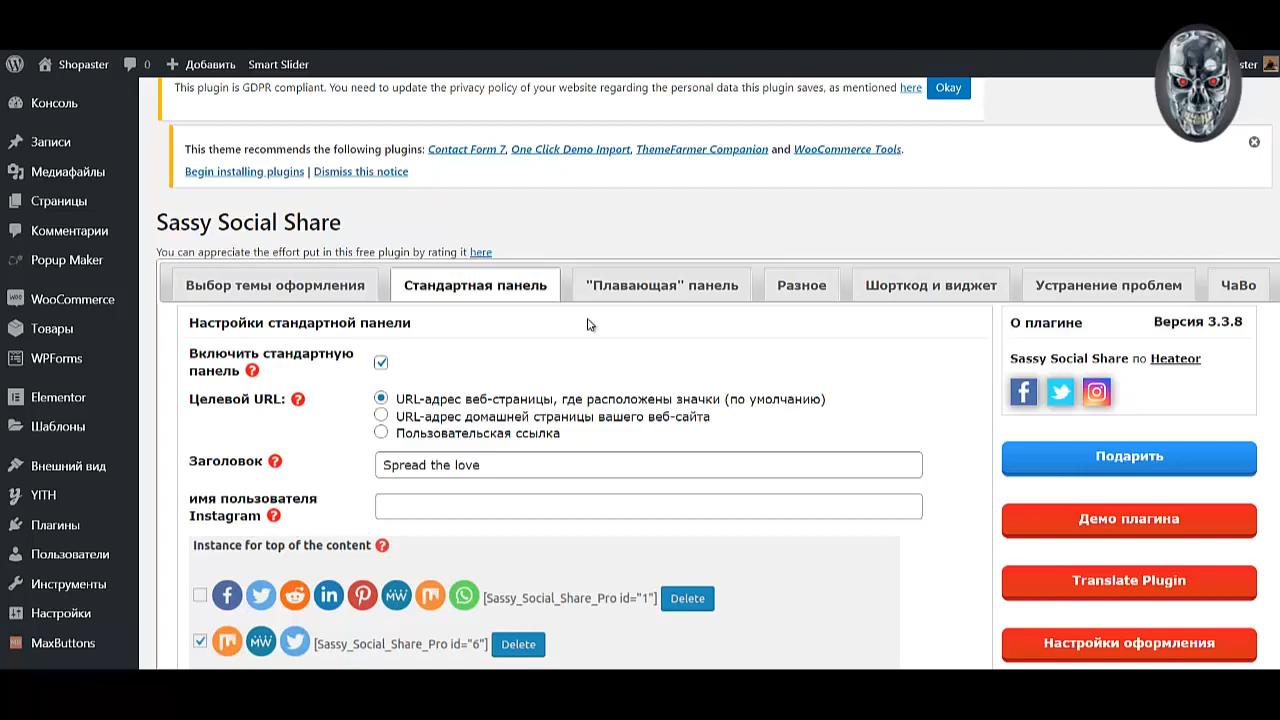 Shopaster 0 Добавить Smart Slider ster
This plugin is GDPR compliant. You need to update the privacy policy of your website regarding the personal data this plugin saves, as mentioned here Okay
This theme recommends the following plugins: Contact Form 7, One Click Demo Import, ThemeFarmer Companion and WooCommerce Tools.
Begin installing plugins | Dismiss this notice
Консоль
Записи
Медиафайлы
Страницы
Комментарии
Popup Maker
WooCommerce
Товары
WPForms
Elementor
Шаблоны
Внешний вид
YITH
Плагины
Пользователи
Инструменты
Настройки
MaxButtons
Sassy Social Share
You can appreciate the effort put in this free plugin by rating it here
Выбор темы оформления Стандартная панель "Плавающая" панель Разное Шорткод и виджет Устранение проблем ЧаВо
Настройки стандартной панели
Включить стандартную
панель ?
Целевой URL: ?
URL-адрес веб-страницы, где расположены значки (по умолчанию)
URL-адрес домашней страницы вашего веб-сайта
Пользовательская ссылка
Заголовок ? Spread the love
имя пользователя
Instagram ?
Instance for top of the content ?
[Sassy_Social_Share_Pro id="1"] Delete
[Sassy_Social_Share_Pro id="6"] Delete
О плагине Версия 3.3.8
Sassy Social Share по Heateor
Подарить
Демо плагина
Translate Plugin
Настройки оформления